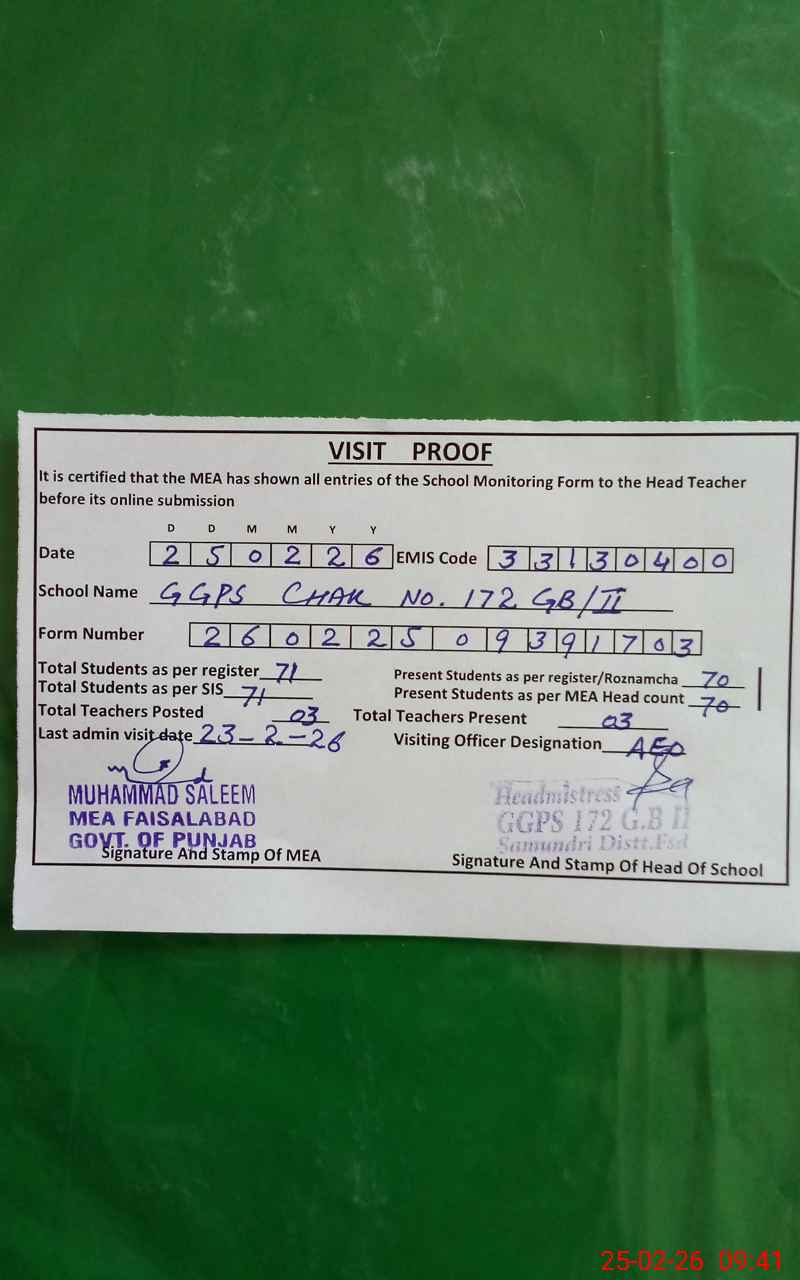 VISIT PROOF
It is certified that the MEA has shown all entries of the School Monitoring Form to the Head Teacher
before its online submission
D D M M Y Y
Date 2 5 0 2 2 6 EMIS Code 3 3 1 3 0 4 0 0
School Name GGPS CHAK NO. 172 GB/II
Form Number 2 6 0 2 2 5 0 9 3 9 1 7 0 3
Total Students as per register 71 Present Students as per register/Roznamcha 70
Total Students as per SIS 71 Present Students as per MEA Head count 70
Total Teachers Posted 03 Total Teachers Present 03
Last admin visit date 23-2-26 Visiting Officer Designation AEO
MUHAMMAD SALEEM
MEA FAISALABAD
GOVT. OF PUNJAB
Signature And Stamp Of MEA
Headmistress
GGPS 172 G.B II
Samundri Distt.Fsd
Signature And Stamp Of Head Of School
25-02-26 09:41